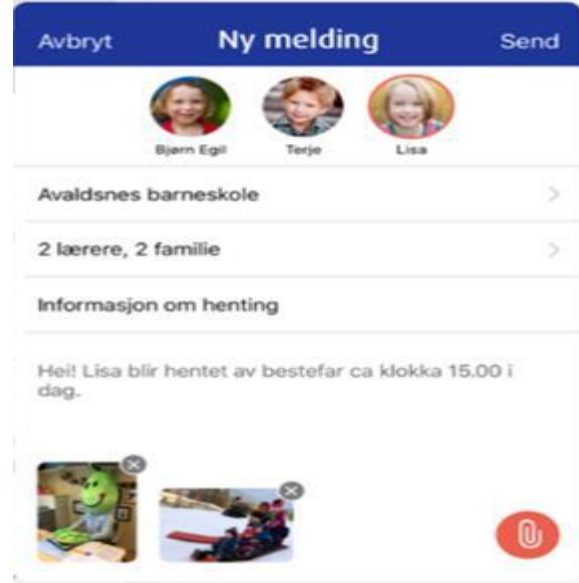 Avbryt Ny melding Send
Bjørn Egil Terje Lisa
Avaldsnes barneskole
2 lærere, 2 familie
Informasjon om henting
Hei! Lisa blir hentet av bestefar ca klokka 15.00 i
dag.